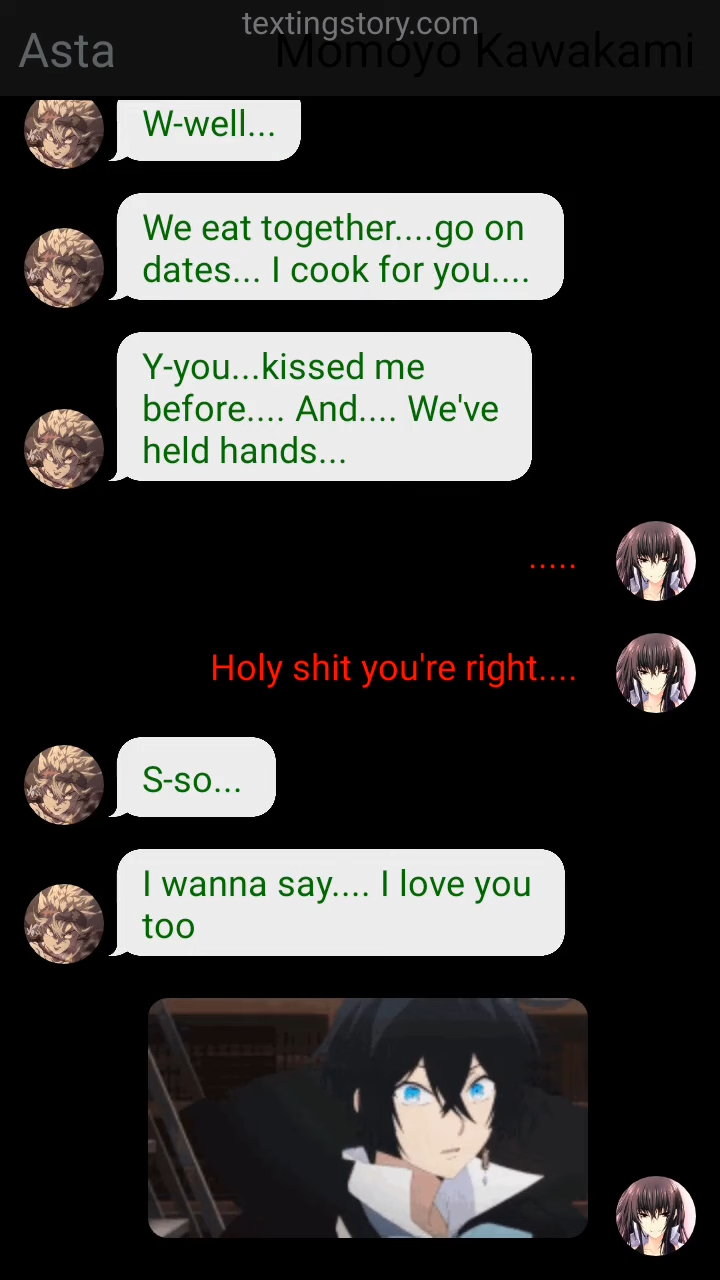 textingstory.com
Asta
Momoyo Kawakami
W-well...
We eat together....go on
dates... I cook for you....
Y-you...kissed me
before.... And.... We've
held hands...
.....
Holy shit you're right....
S-so...
I wanna say.... I love you
too